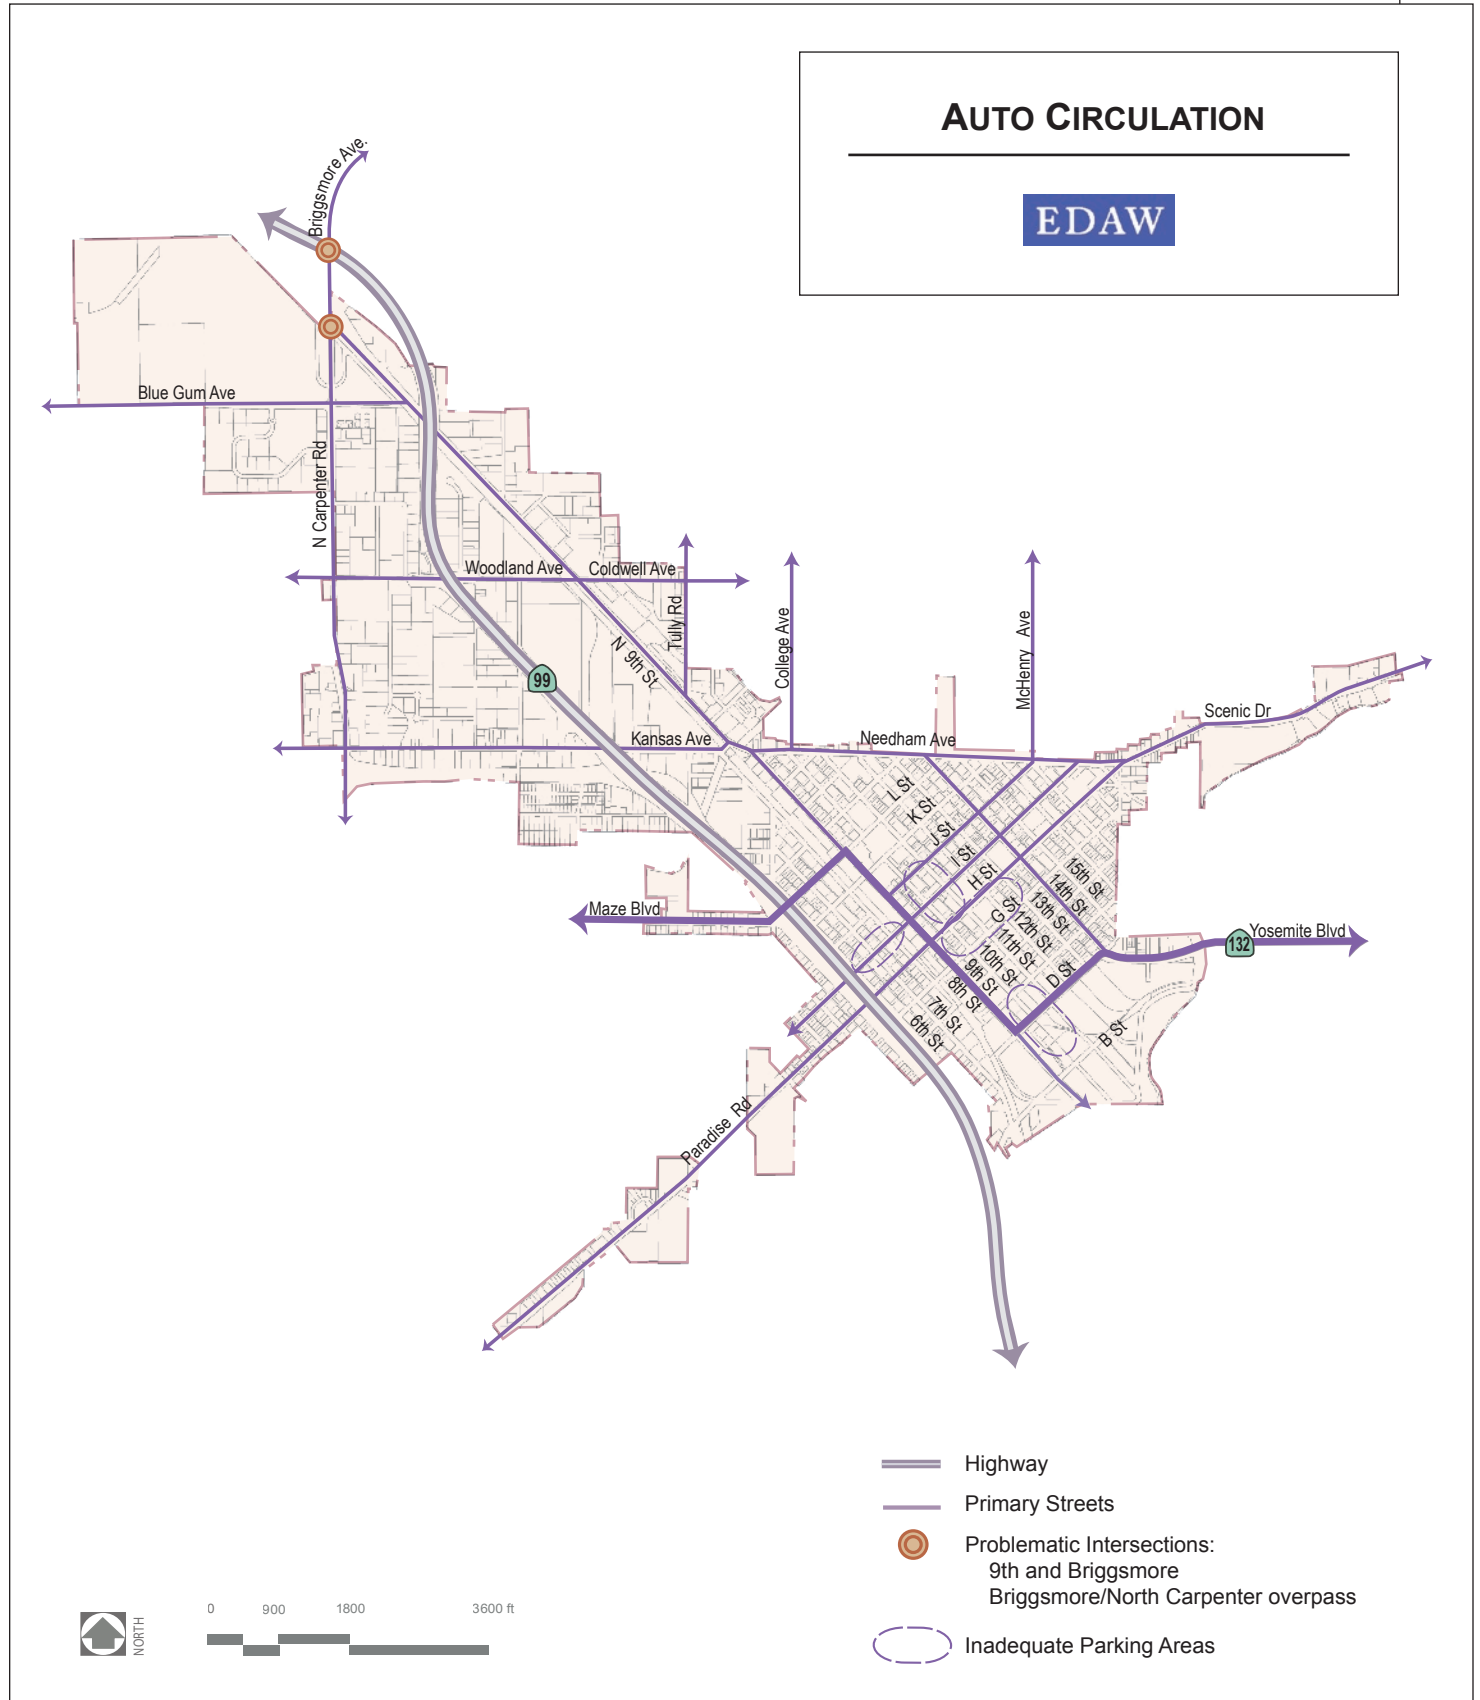 AUTO CIRCULATION
EDAW
Briggsmore Ave.
Blue Gum Ave
N Carpenter Rd
Woodland Ave
Coldwell Ave
Tully Rd
N 9th St
99
College Ave
McHenry Ave
Scenic Dr
Kansas Ave
Needham Ave
L St
K St
J St
I St
H St
G St
15th St
14th St
13th St
12th St
11th St
10th St
9th St
8th St
7th St
6th St
D St
B St
Maze Blvd
132
Yosemite Blvd
Paradise Rd
Highway
Primary Streets
Problematic Intersections:
9th and Briggsmore
Briggsmore/North Carpenter overpass
Inadequate Parking Areas
NORTH
0 900 1800 3600 ft